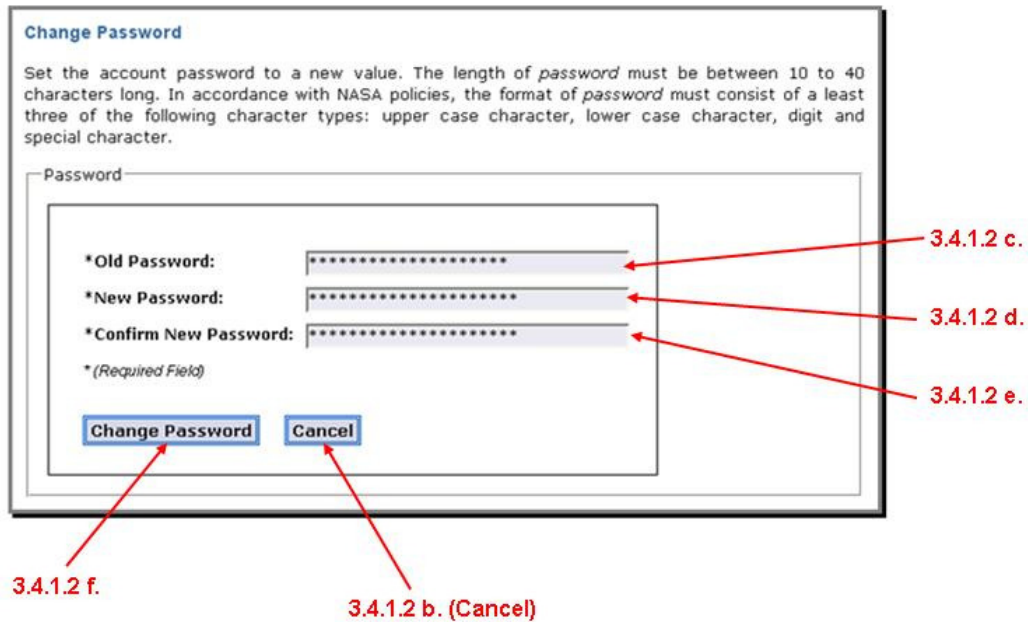 Change Password
Set the account password to a new value. The length of password must be between 10 to 40
characters long. In accordance with NASA policies, the format of password must consist of a least
three of the following character types: upper case character, lower case character, digit and
special character.
Password
*Old Password: ********************
3.4.1.2 c.
*New Password: *********************
3.4.1.2 d.
*Confirm New Password: *********************
3.4.1.2 e.
* (Required Field)
Change Password Cancel
3.4.1.2 f.
3.4.1.2 b. (Cancel)